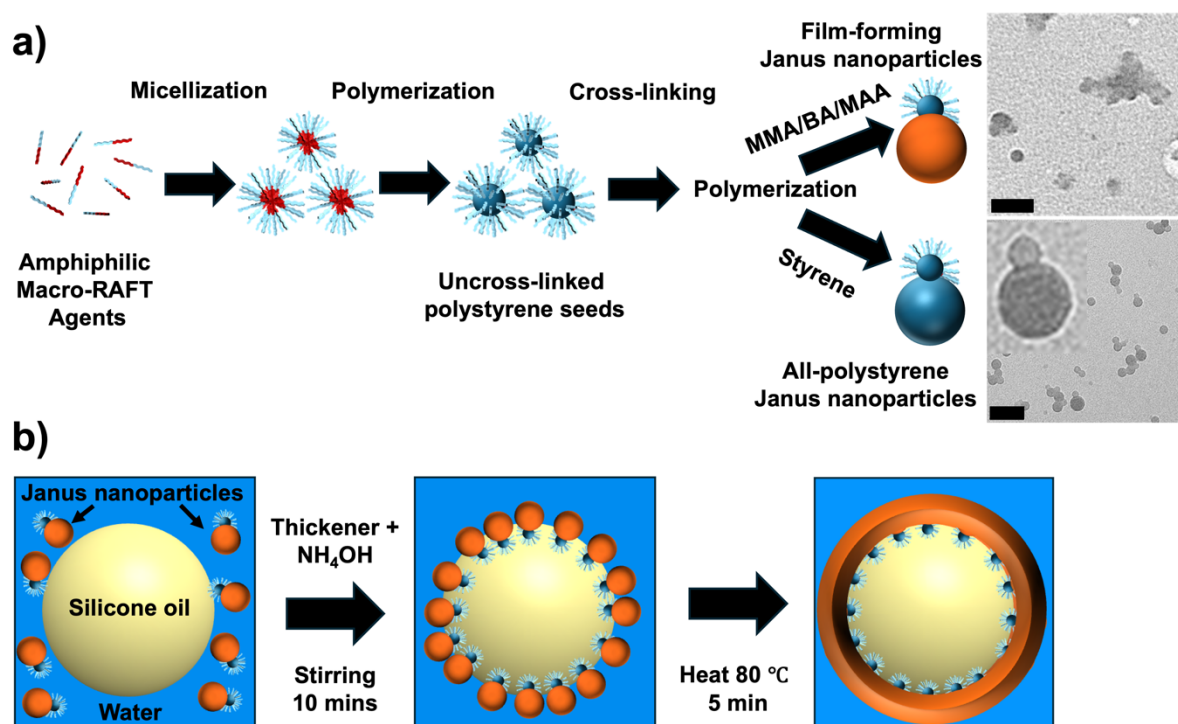 a)
Micellization
Polymerization
Cross-linking
Amphiphilic
Macro-RAFT
Agents
Uncross-linked
polystyrene seeds
Polymerization
MMA/BA/MAA
Styrene
Film-forming
Janus nanoparticles
All-polystyrene
Janus nanoparticles
b)
Janus nanoparticles
Silicone oil
Water
Thickener +
NH₄OH
Stirring
10 mins
Heat 80 ℃
5 min